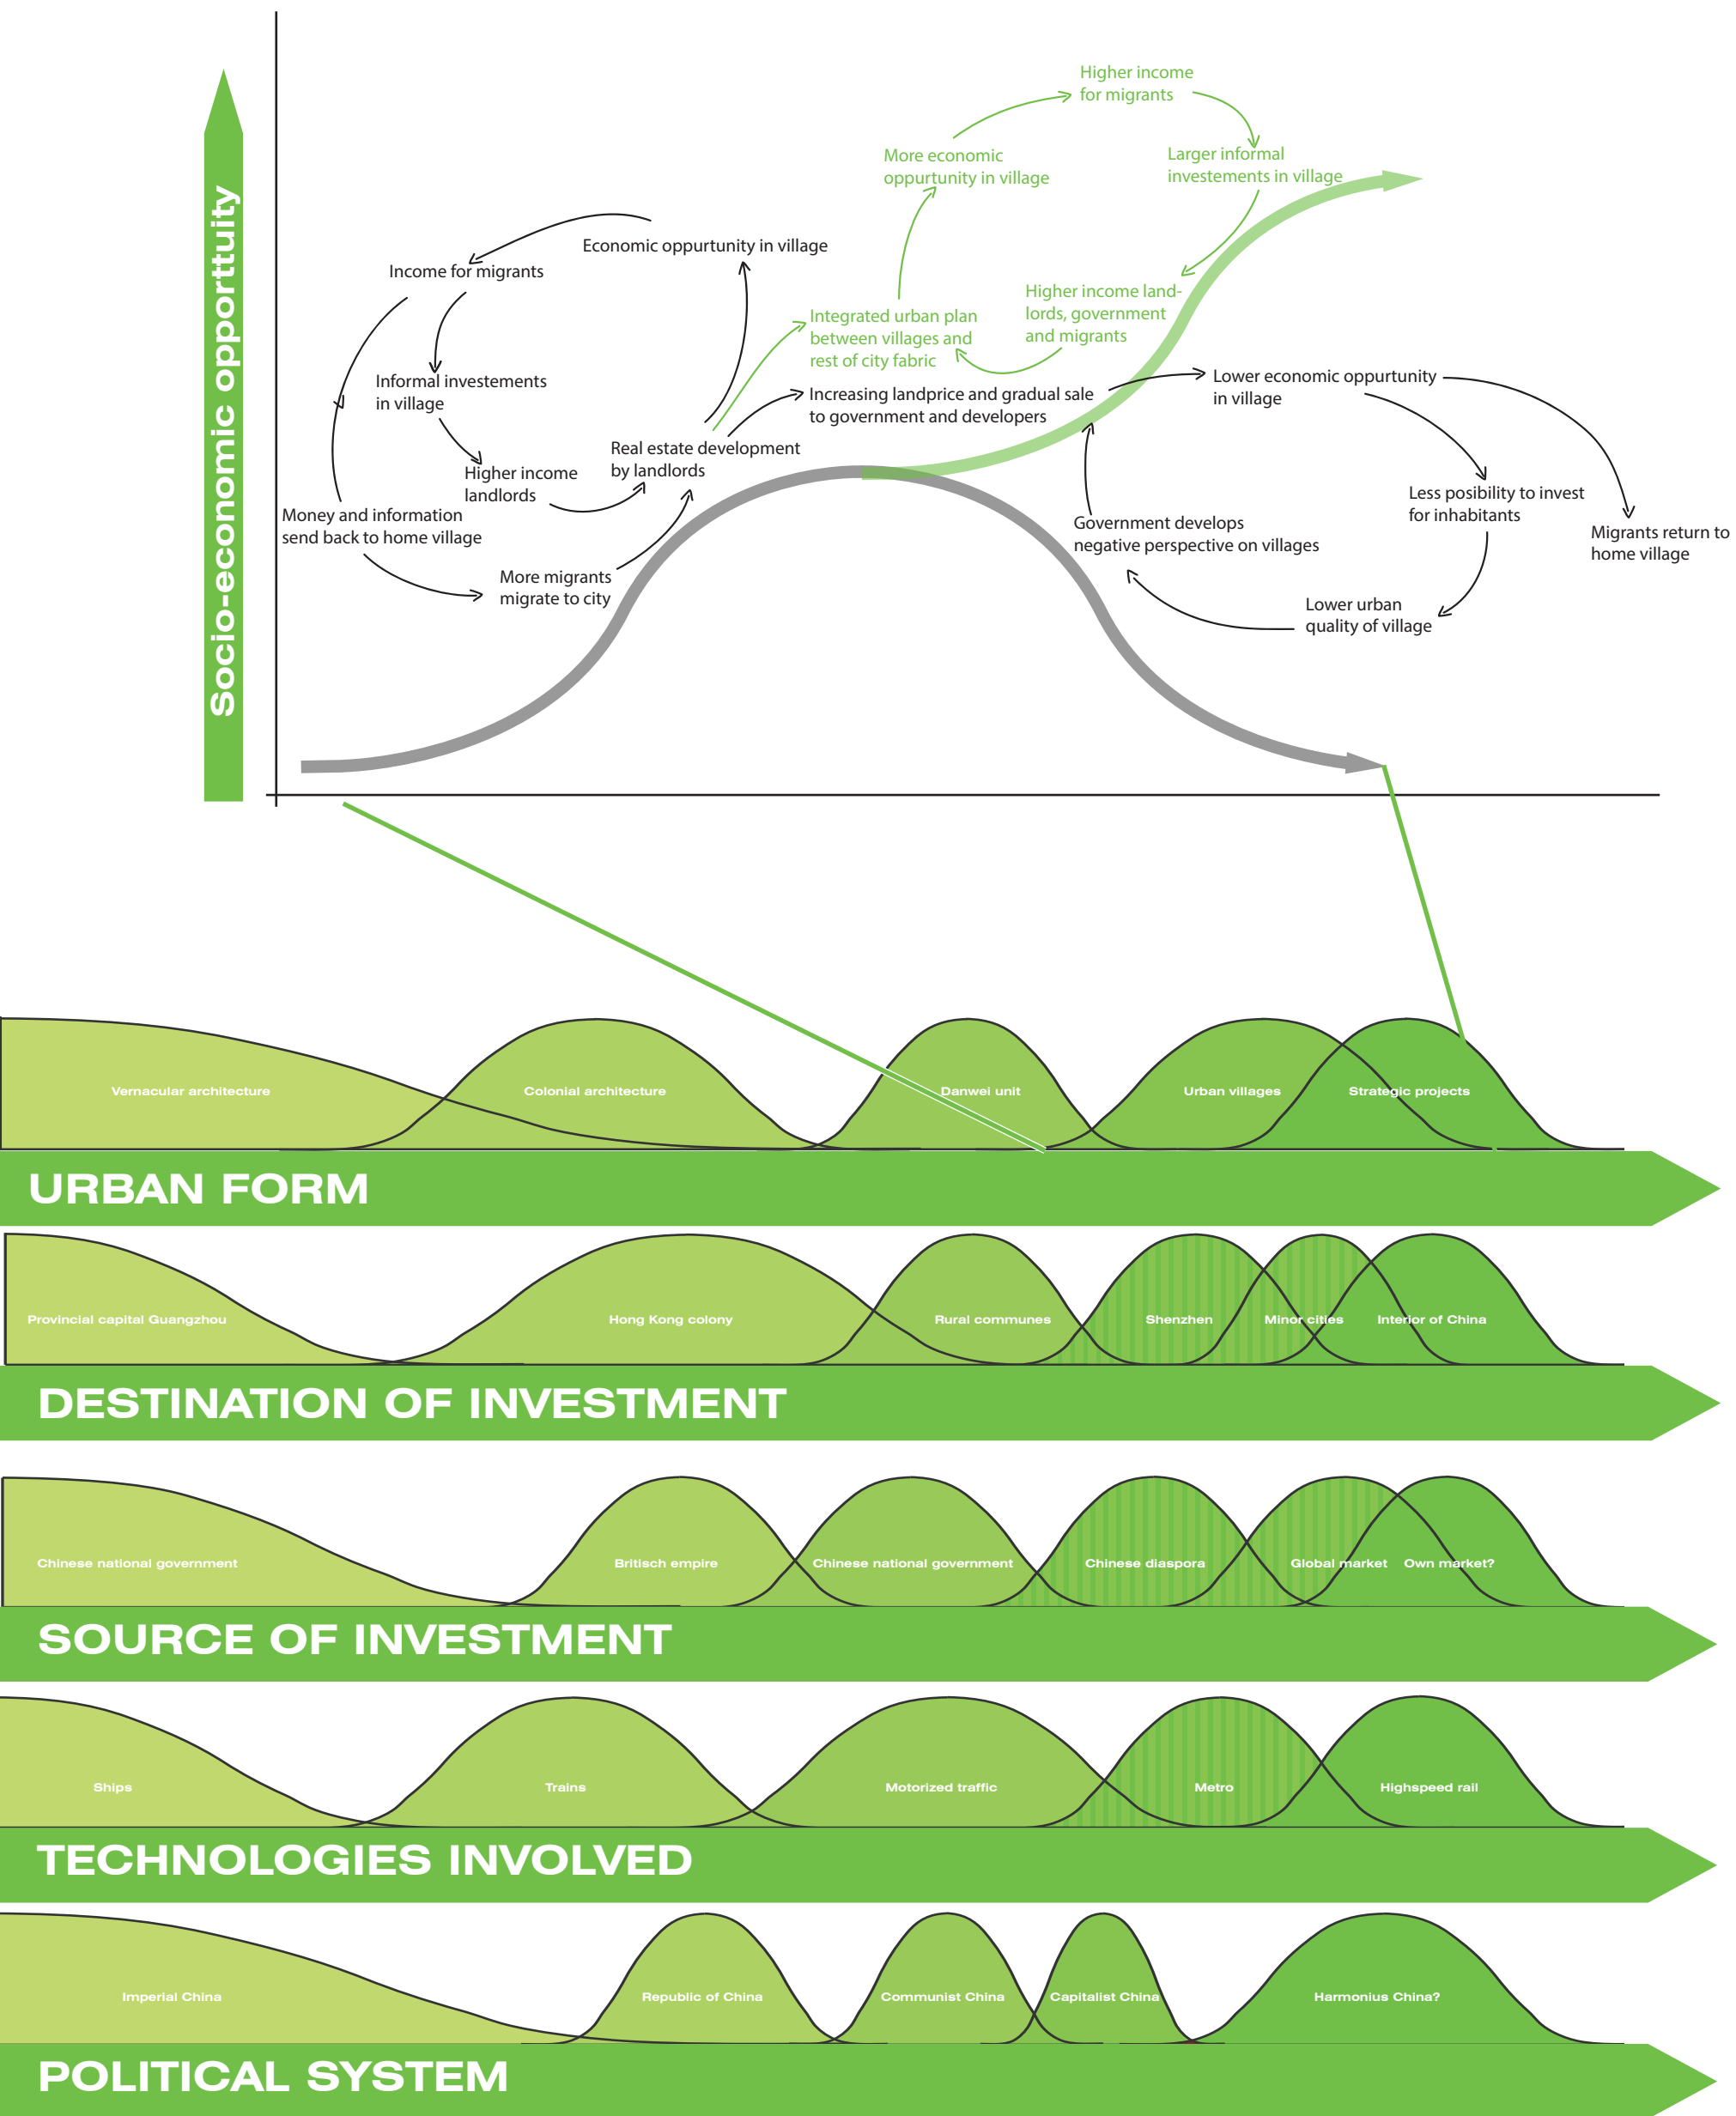 Socio-economic opporttuity
Higher income
for migrants
More economic
oppurtunity in village
Larger informal
investements in village
Economic oppurtunity in village
Income for migrants
Integrated urban plan
between villages and
rest of city fabric
Higher income land-
lords, government
and migrants
Informal investements
in village
Increasing landprice and gradual sale
to government and developers
Lower economic oppurtunity
in village
Real estate development
by landlords
Higher income
landlords
Money and information
send back to home village
More migrants
migrate to city
Government develops
negative perspective on villages
Less posibility to invest
for inhabitants
Migrants return to
home village
Lower urban
quality of village
Vernacular architecture
Colonial architecture
Danwei unit
Urban villages
Strategic projects
URBAN FORM
Provincial capital Guangzhou
Hong Kong colony
Rural communes
Shenzhen
Minor cities
Interior of China
DESTINATION OF INVESTMENT
Chinese national government
Britisch empire
Chinese national government
Chinese diaspora
Global market
Own market?
SOURCE OF INVESTMENT
Ships
Trains
Motorized traffic
Metro
Highspeed rail
TECHNOLOGIES INVOLVED
Imperial China
Republic of China
Communist China
Capitalist China
Harmonius China?
POLITICAL SYSTEM